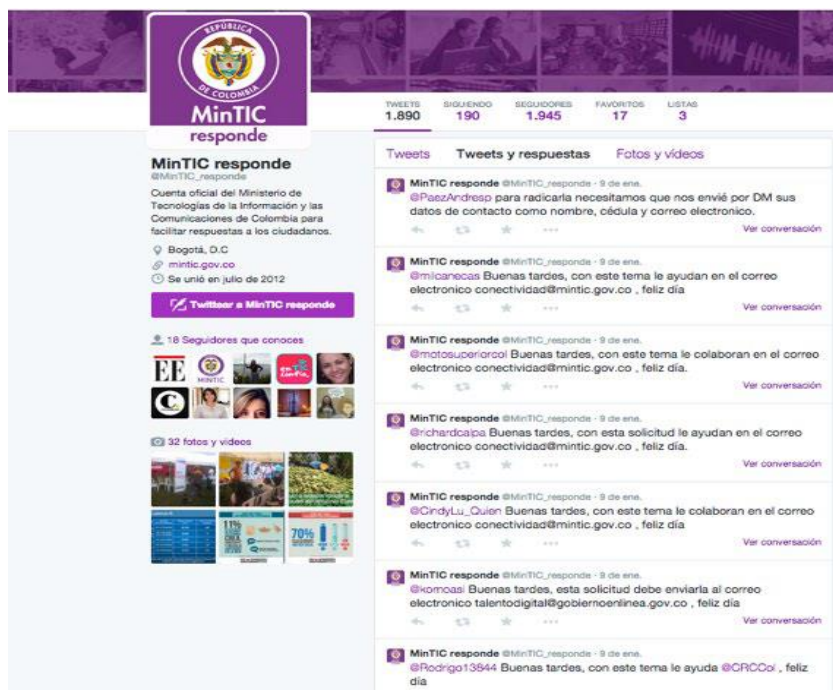 REPUBLICA
DE COLOMBIA
MinTIC
responde
TWEETS
1.890
SIGUIENDO
190
SEGUIDORES
1.945
FAVORITOS
17
LISTAS
3
MinTIC responde
@MinTIC_responde
Cuenta oficial del Ministerio de
Tecnologías de la Información y las
Comunicaciones de Colombia para
facilitar respuestas a los ciudadanos.
Bogotá, D.C
mintic.gov.co
Se unió en julio de 2012
Twittear a MinTIC responde
18 Seguidores que conoces
EE
MINTIC
en TIC
confío
C
32 fotos y videos
11%
70%
Tweets Tweets y respuestas Fotos y vídeos
MinTIC responde @MinTIC_responde · 9 de ene.
@PaezAndresp para radicarla necesitamos que nos envié por DM sus
datos de contacto como nombre, cédula y correo electronico.
Ver conversación
MinTIC responde @MinTIC_responde · 9 de ene.
@milcanecas Buenas tardes, con este tema le ayudan en el correo
electronico conectividad@mintic.gov.co , feliz día
Ver conversación
MinTIC responde @MinTIC_responde · 9 de ene.
@motosuperiorcol Buenas tardes, con este tema le colaboran en el correo
electronico conectividad@mintic.gov.co , feliz día.
Ver conversación
MinTIC responde @MinTIC_responde · 9 de ene.
@richardcalpa Buenas tardes, con esta solicitud le ayudan en el correo
electronico conectividad@mintic.gov.co , feliz día.
Ver conversación
MinTIC responde @MinTIC_responde · 9 de ene.
@CindyLu_Quien Buenas tardes, con este tema le colaboran en el correo
electronico conectividad@mintic.gov.co , feliz día
Ver conversación
MinTIC responde @MinTIC_responde · 9 de ene.
@komoasi Buenas tardes, esta solicitud debe enviarla al correo
electronico talentodigital@gobiernoenlinea.gov.co , feliz día
Ver conversación
MinTIC responde @MinTIC_responde · 9 de ene.
@Rodrigo13844 Buenas tardes, con este tema le ayuda @CRCCol , feliz
día